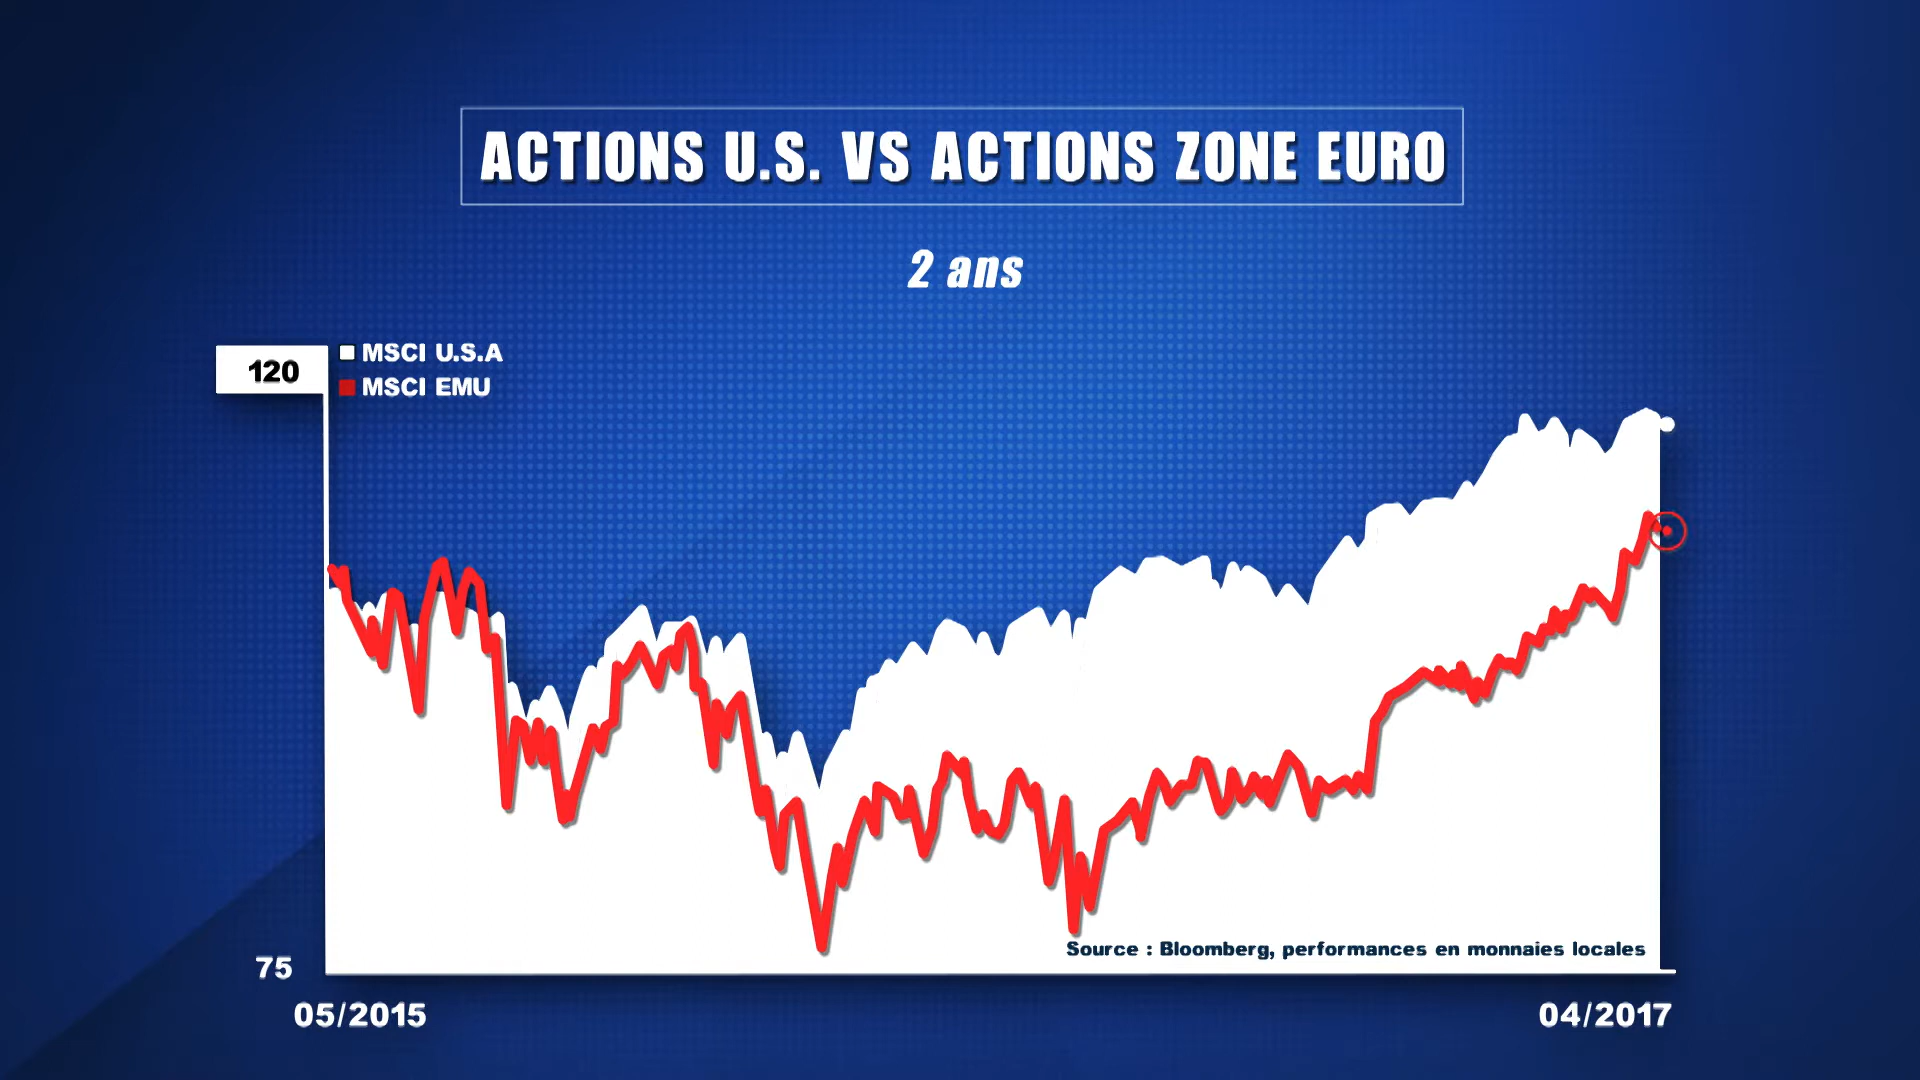 ACTIONS U.S. VS ACTIONS ZONE EURO
2 ans
120
MSCI U.S.A
MSCI EMU
Source : Bloomberg, performances en monnaies locales
75
05/2015
04/2017